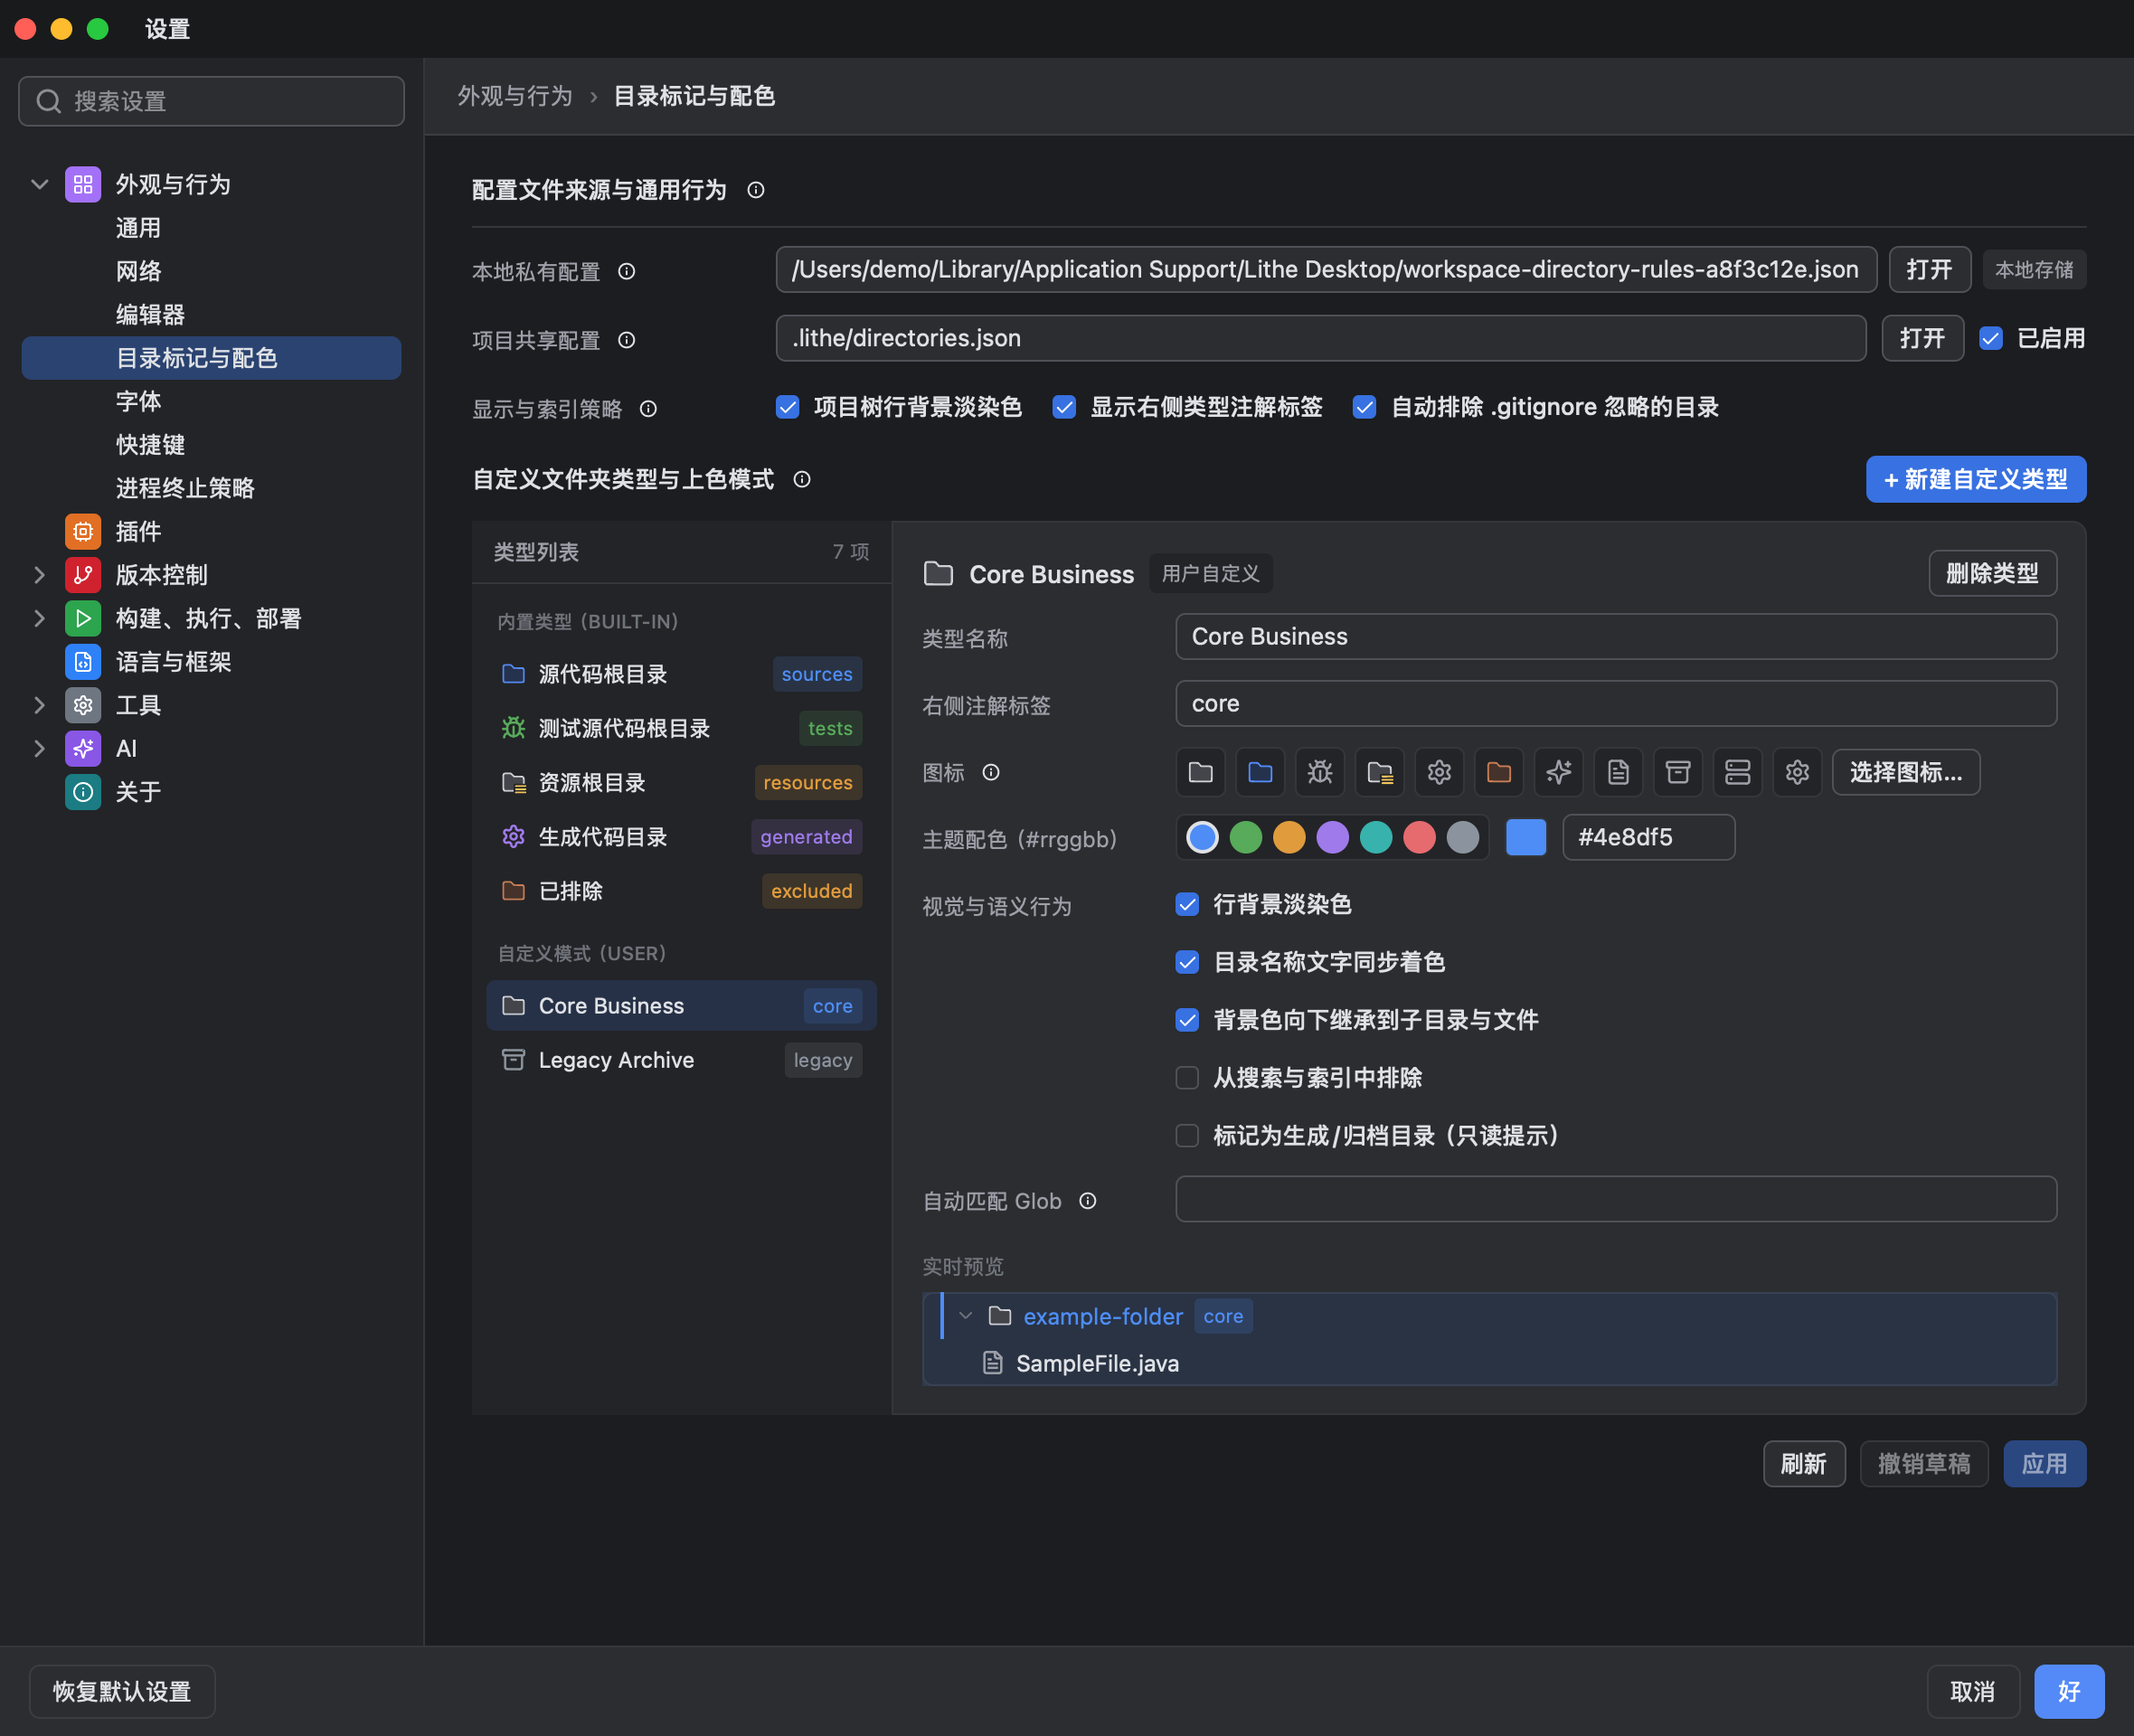 设置
搜索设置
外观与行为
通用
网络
编辑器
目录标记与配色
字体
快捷键
进程终止策略
插件
版本控制
构建、执行、部署
语言与框架
工具
AI
关于
外观与行为 › 目录标记与配色
配置文件来源与通用行为
本地私有配置 /Users/demo/Library/Application Support/Lithe Desktop/workspace-directory-rules-a8f3c12e.json 打开 本地存储
项目共享配置 .lithe/directories.json 打开 已启用
显示与索引策略 项目树行背景淡染色 显示右侧类型注解标签 自动排除 .gitignore 忽略的目录
自定义文件夹类型与上色模式 + 新建自定义类型
类型列表 7 项
内置类型 (BUILT-IN)
源代码根目录 sources
测试源代码根目录 tests
资源根目录 resources
生成代码目录 generated
已排除 excluded
自定义模式 (USER)
Core Business core
Legacy Archive legacy
Core Business 用户自定义 删除类型
类型名称 Core Business
右侧注解标签 core
图标 选择图标...
主题配色 (#rrggbb) #4e8df5
视觉与语义行为 行背景淡染色
目录名称文字同步着色
背景色向下继承到子目录与文件
从搜索与索引中排除
标记为生成/归档目录（只读提示）
自动匹配 Glob
实时预览
example-folder core
SampleFile.java
刷新 撤销草稿 应用
恢复默认设置 取消 好